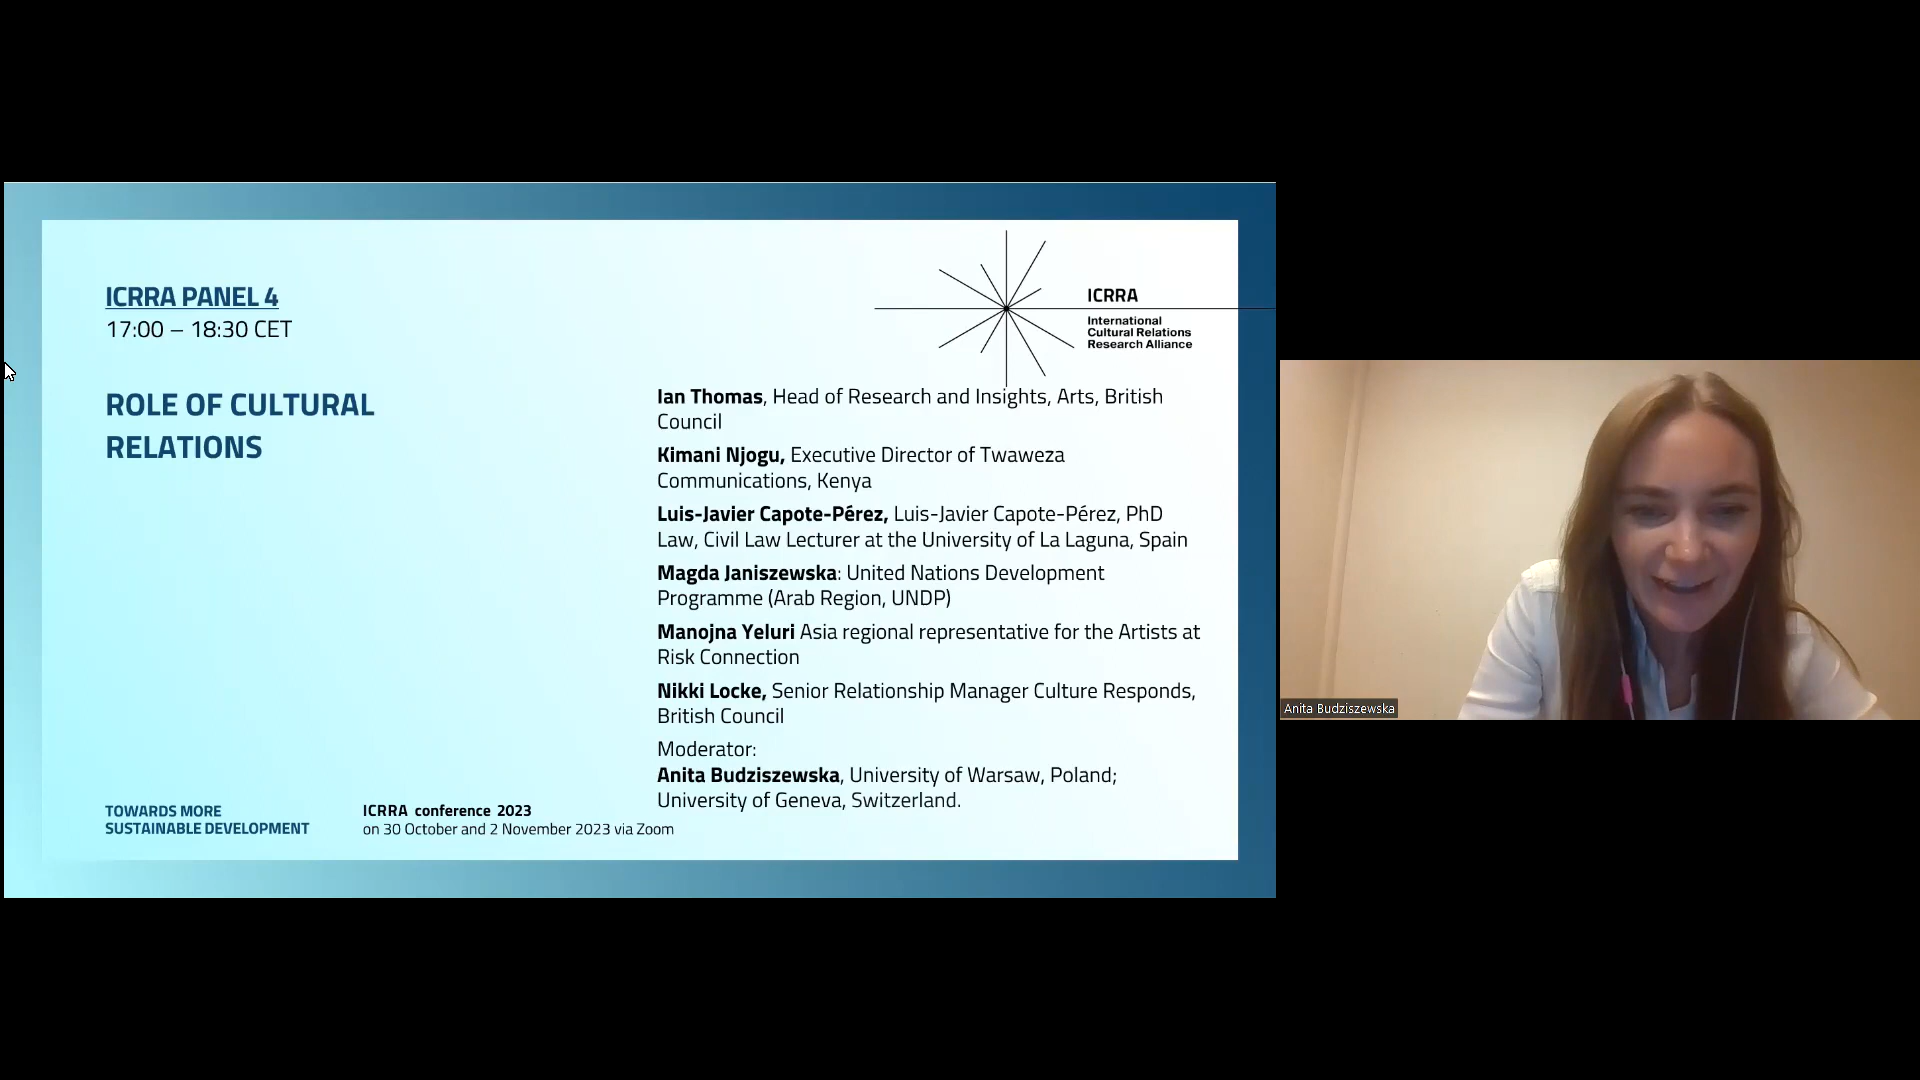 ICRRA PANEL 4
17:00 – 18:30 CET
ROLE OF CULTURAL
RELATIONS
ICRRA
International
Cultural Relations
Research Alliance
Ian Thomas, Head of Research and Insights, Arts, British
Council
Kimani Njogu, Executive Director of Twaweza
Communications, Kenya
Luis-Javier Capote-Pérez, Luis-Javier Capote-Pérez, PhD
Law, Civil Law Lecturer at the University of La Laguna, Spain
Magda Janiszewska: United Nations Development
Programme (Arab Region, UNDP)
Manojna Yeluri Asia regional representative for the Artists at
Risk Connection
Nikki Locke, Senior Relationship Manager Culture Responds,
British Council
Moderator:
Anita Budziszewska, University of Warsaw, Poland;
University of Geneva, Switzerland.
TOWARDS MORE
SUSTAINABLE DEVELOPMENT
ICRRA conference 2023
on 30 October and 2 November 2023 via Zoom
Anita Budziszewska